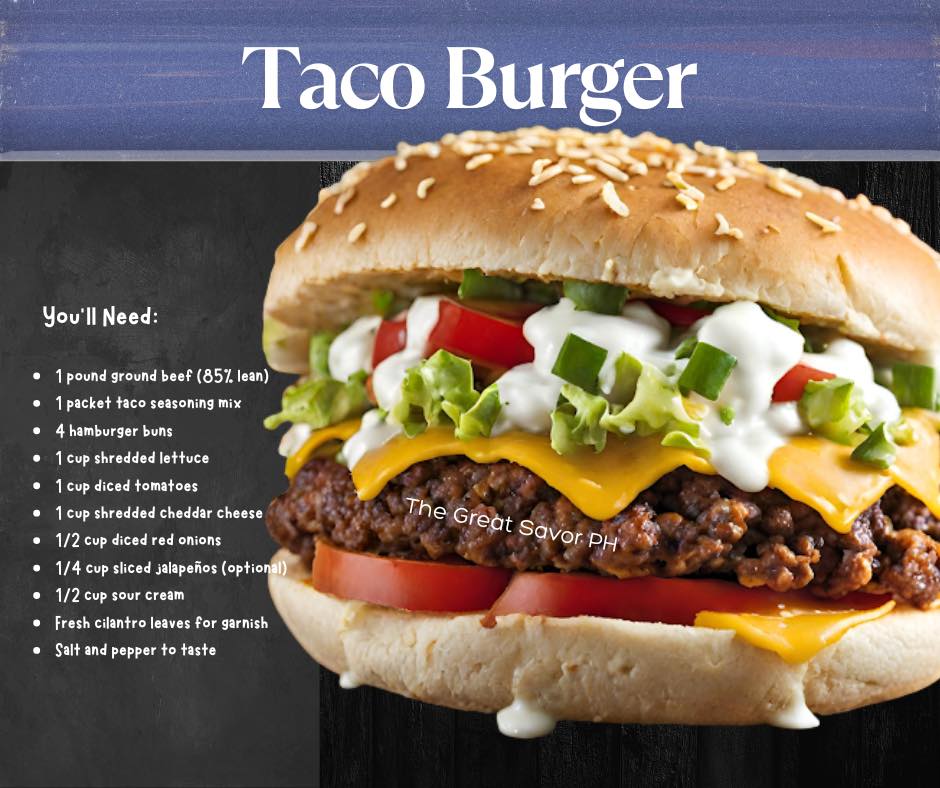 Taco Burger
You'll Need:
• 1 pound ground beef (85% lean)
• 1 packet taco seasoning mix
• 4 hamburger buns
• 1 cup shredded lettuce
• 1 cup diced tomatoes
• 1 cup shredded cheddar cheese
• 1/2 cup diced red onions
• 1/4 cup sliced jalapeños (optional)
• 1/2 cup sour cream
• Fresh cilantro leaves for garnish
• Salt and pepper to taste
The Great Savor PH